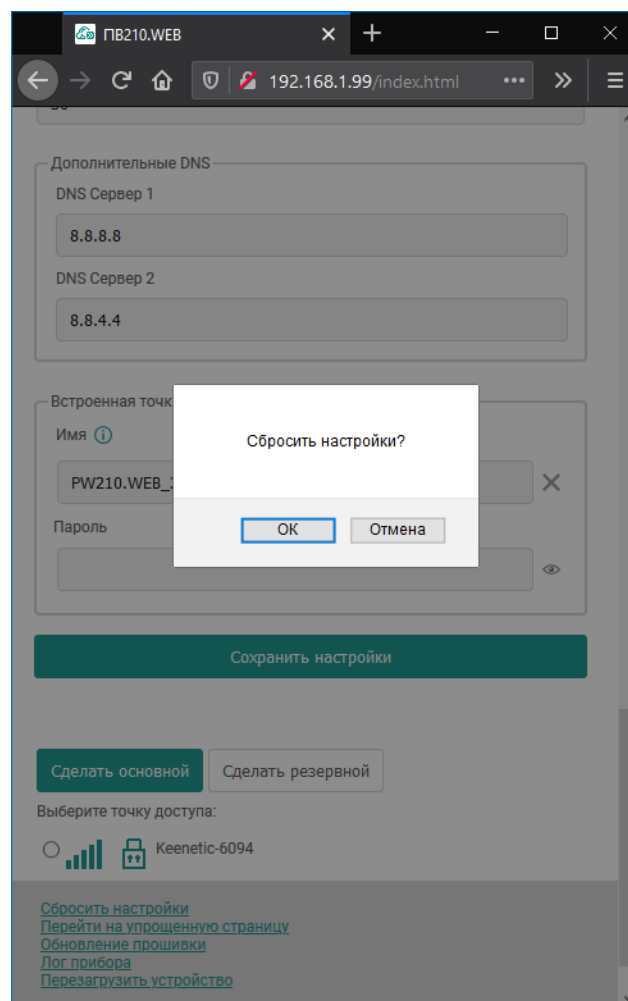 ПВ210.WEB
192.168.1.99/index.html
Дополнительные DNS
DNS Сервер 1
8.8.8.8
DNS Сервер 2
8.8.4.4
Встроенная точк
Имя
Сбросить настройки?
PW210.WEB_
Пароль
ОК Отмена
Сохранить настройки
Сделать основной Сделать резервной
Выберите точку доступа:
Keenetic-6094
Сбросить настройки
Перейти на упрощенную страницу
Обновление прошивки
Лог прибора
Перезагрузить устройство